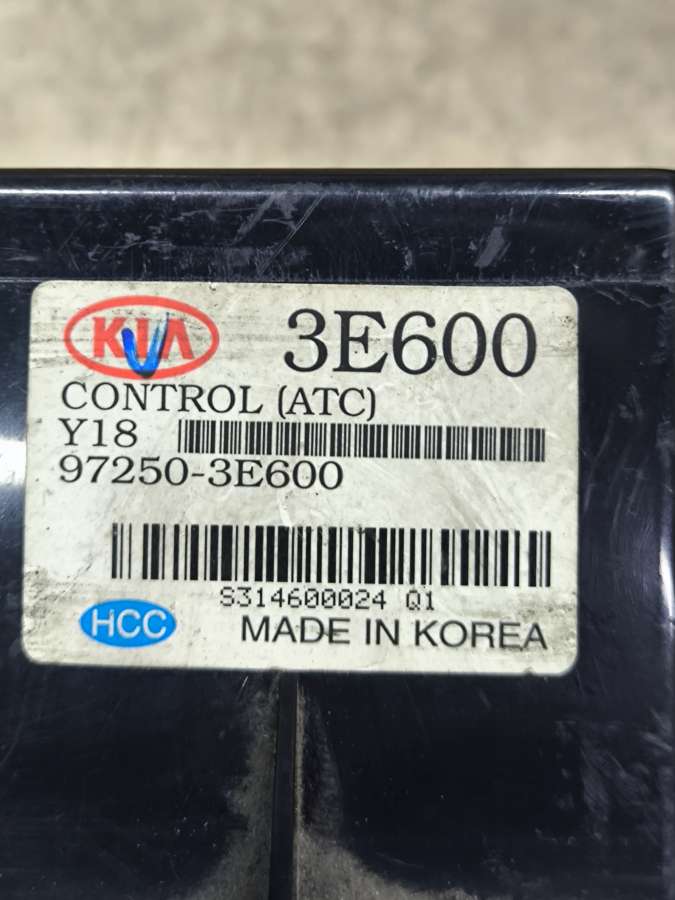 KIA 3E600
CONTROL (ATC)
Y18
97250-3E600
S314600024 Q1
HCC MADE IN KOREA